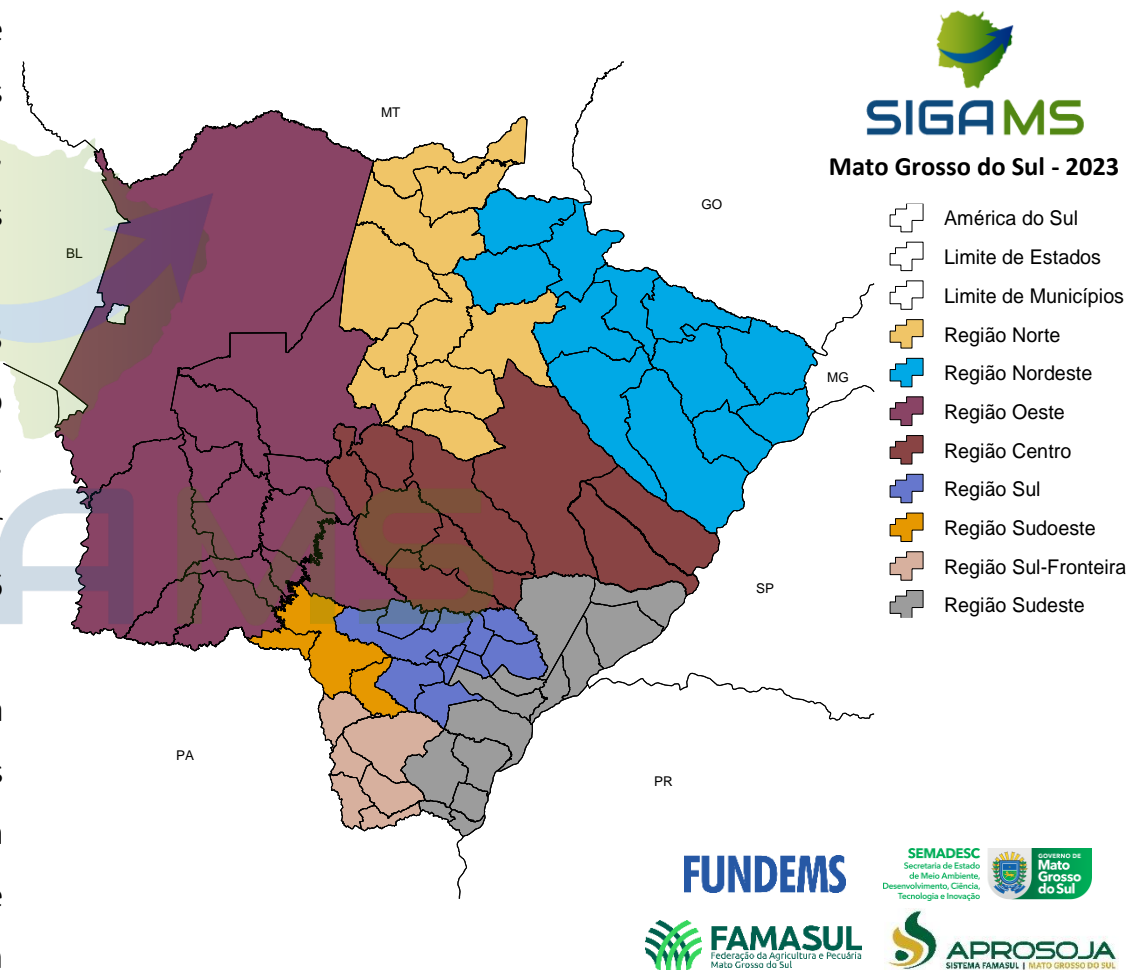 SIGAMS
Mato Grosso do Sul - 2023
MT
GO
BL
MG
SP
PA
PR
América do Sul
Limite de Estados
Limite de Municípios
Região Norte
Região Nordeste
Região Oeste
Região Centro
Região Sul
Região Sudoeste
Região Sul-Fronteira
Região Sudeste
A MS
FUNDEMS
SEMADESC
Secretaria de Estado
de Meio Ambiente,
Desenvolvimento, Ciência,
Tecnologia e Inovação
GOVERNO DE
Mato
Grosso
do Sul
FAMASUL
Federação da Agricultura e Pecuária
Mato Grosso do Sul
APROSOJA
SISTEMA FAMASUL | MATO GROSSO DO SUL